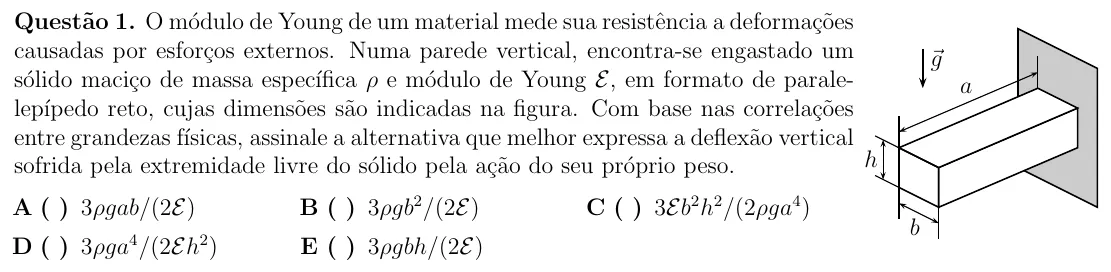 Questão 1. O módulo de Young de um material mede sua resistência a deformações
causadas por esforços externos. Numa parede vertical, encontra-se engastado um
sólido maciço de massa específica ρ e módulo de Young ℰ, em formato de parale-
lepípedo reto, cujas dimensões são indicadas na figura. Com base nas correlações
entre grandezas físicas, assinale a alternativa que melhor expressa a deflexão vertical
sofrida pela extremidade livre do sólido pela ação do seu próprio peso.
A ( ) 3ρgab/(2ℰ) B ( ) 3ρgb²/(2ℰ) C ( ) 3ℰb²h²/(2ρga⁴)
D ( ) 3ρga⁴/(2ℰh²) E ( ) 3ρgbh/(2ℰ)
g⃗
a
h
b